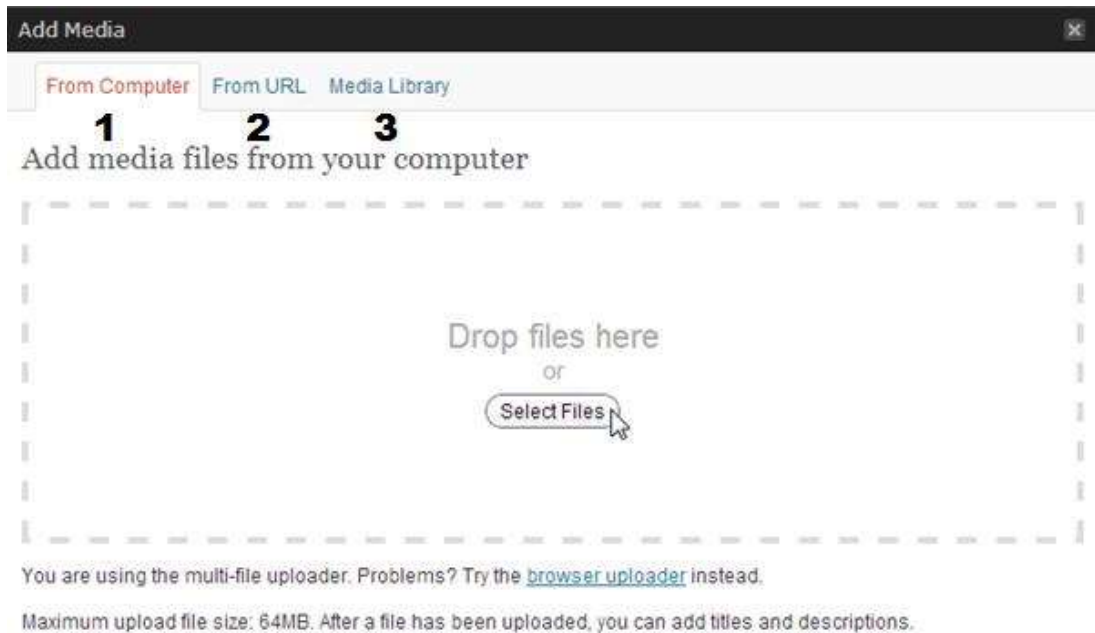 Add Media
From Computer From URL Media Library
1 2 3
Add media files from your computer
Drop files here
or
Select Files
You are using the multi-file uploader. Problems? Try the browser uploader instead.
Maximum upload file size: 64MB. After a file has been uploaded, you can add titles and descriptions.